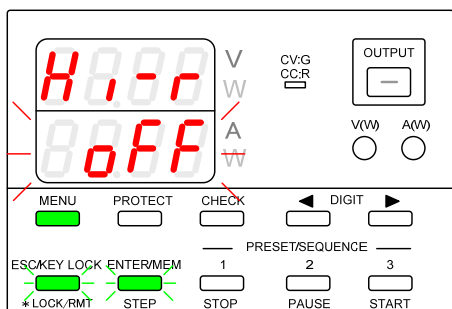 V
W
Hi-r
CV:G
CC:R
OUTPUT
A
W
oFF
V(W) A(W)
MENU PROTECT CHECK ◀ DIGIT ▶
PRESET/SEQUENCE
ESC/KEY LOCK ENTER/MEM 1 2 3
*LOCK/RMT STEP STOP PAUSE START